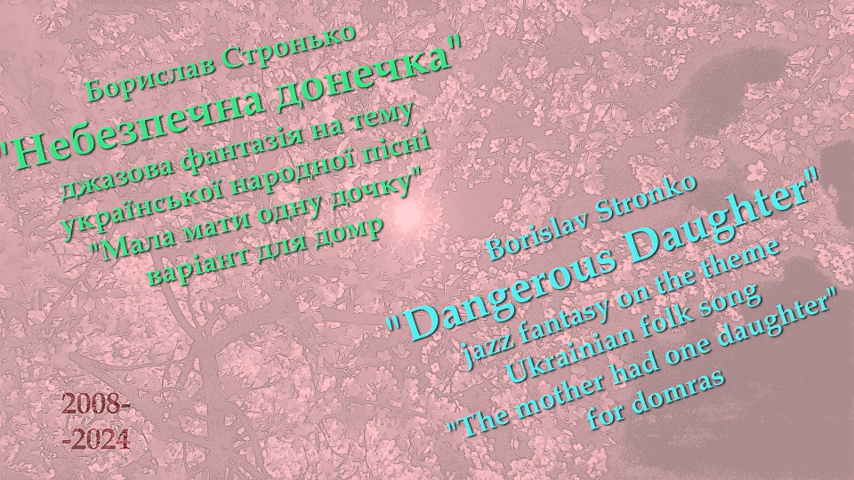 Борислав Стронько
"Небезпечна донечка"
джазова фантазія на тему
української народної пісні
"Мала мати одну дочку"
варіант для домр
Borislav Stronko
"Dangerous Daughter"
jazz fantasy on the theme
Ukrainian folk song
"The mother had one daughter"
for domras
2008-
-2024